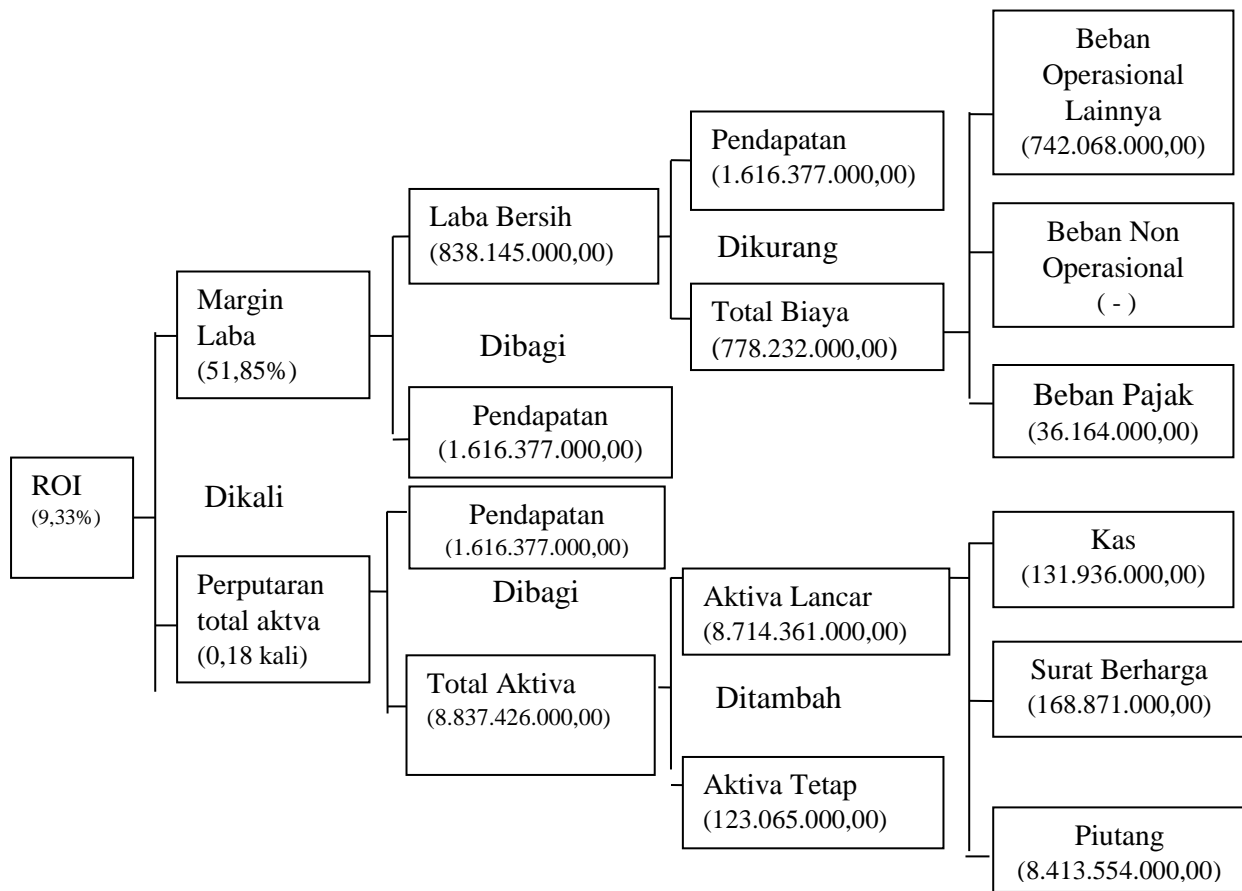 Beban
Operasional
Lainnya
(742.068.000,00)
Pendapatan
(1.616.377.000,00)
Laba Bersih
(838.145.000,00)
Dikurang
Beban Non
Operasional
( - )
Margin
Laba
(51,85%)
Total Biaya
(778.232.000,00)
Dibagi
Beban Pajak
(36.164.000,00)
Pendapatan
(1.616.377.000,00)
ROI
(9,33%)
Dikali
Pendapatan
(1.616.377.000,00)
Kas
(131.936.000,00)
Perputaran
total aktva
(0,18 kali)
Dibagi
Aktiva Lancar
(8.714.361.000,00)
Total Aktiva
(8.837.426.000,00)
Ditambah
Surat Berharga
(168.871.000,00)
Aktiva Tetap
(123.065.000,00)
Piutang
(8.413.554.000,00)